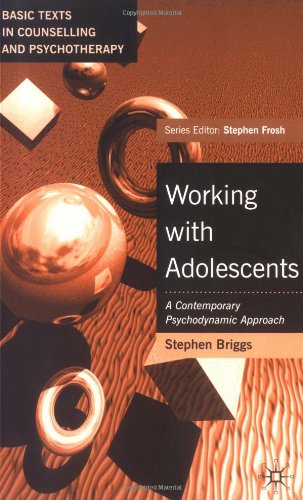 BASIC TEXTS
IN COUNSELLING
AND PSYCHOTHERAPY
Series Editor: Stephen Frosh
Working
with
Adolescents
A Contemporary
Psychodynamic Approach
Stephen Briggs